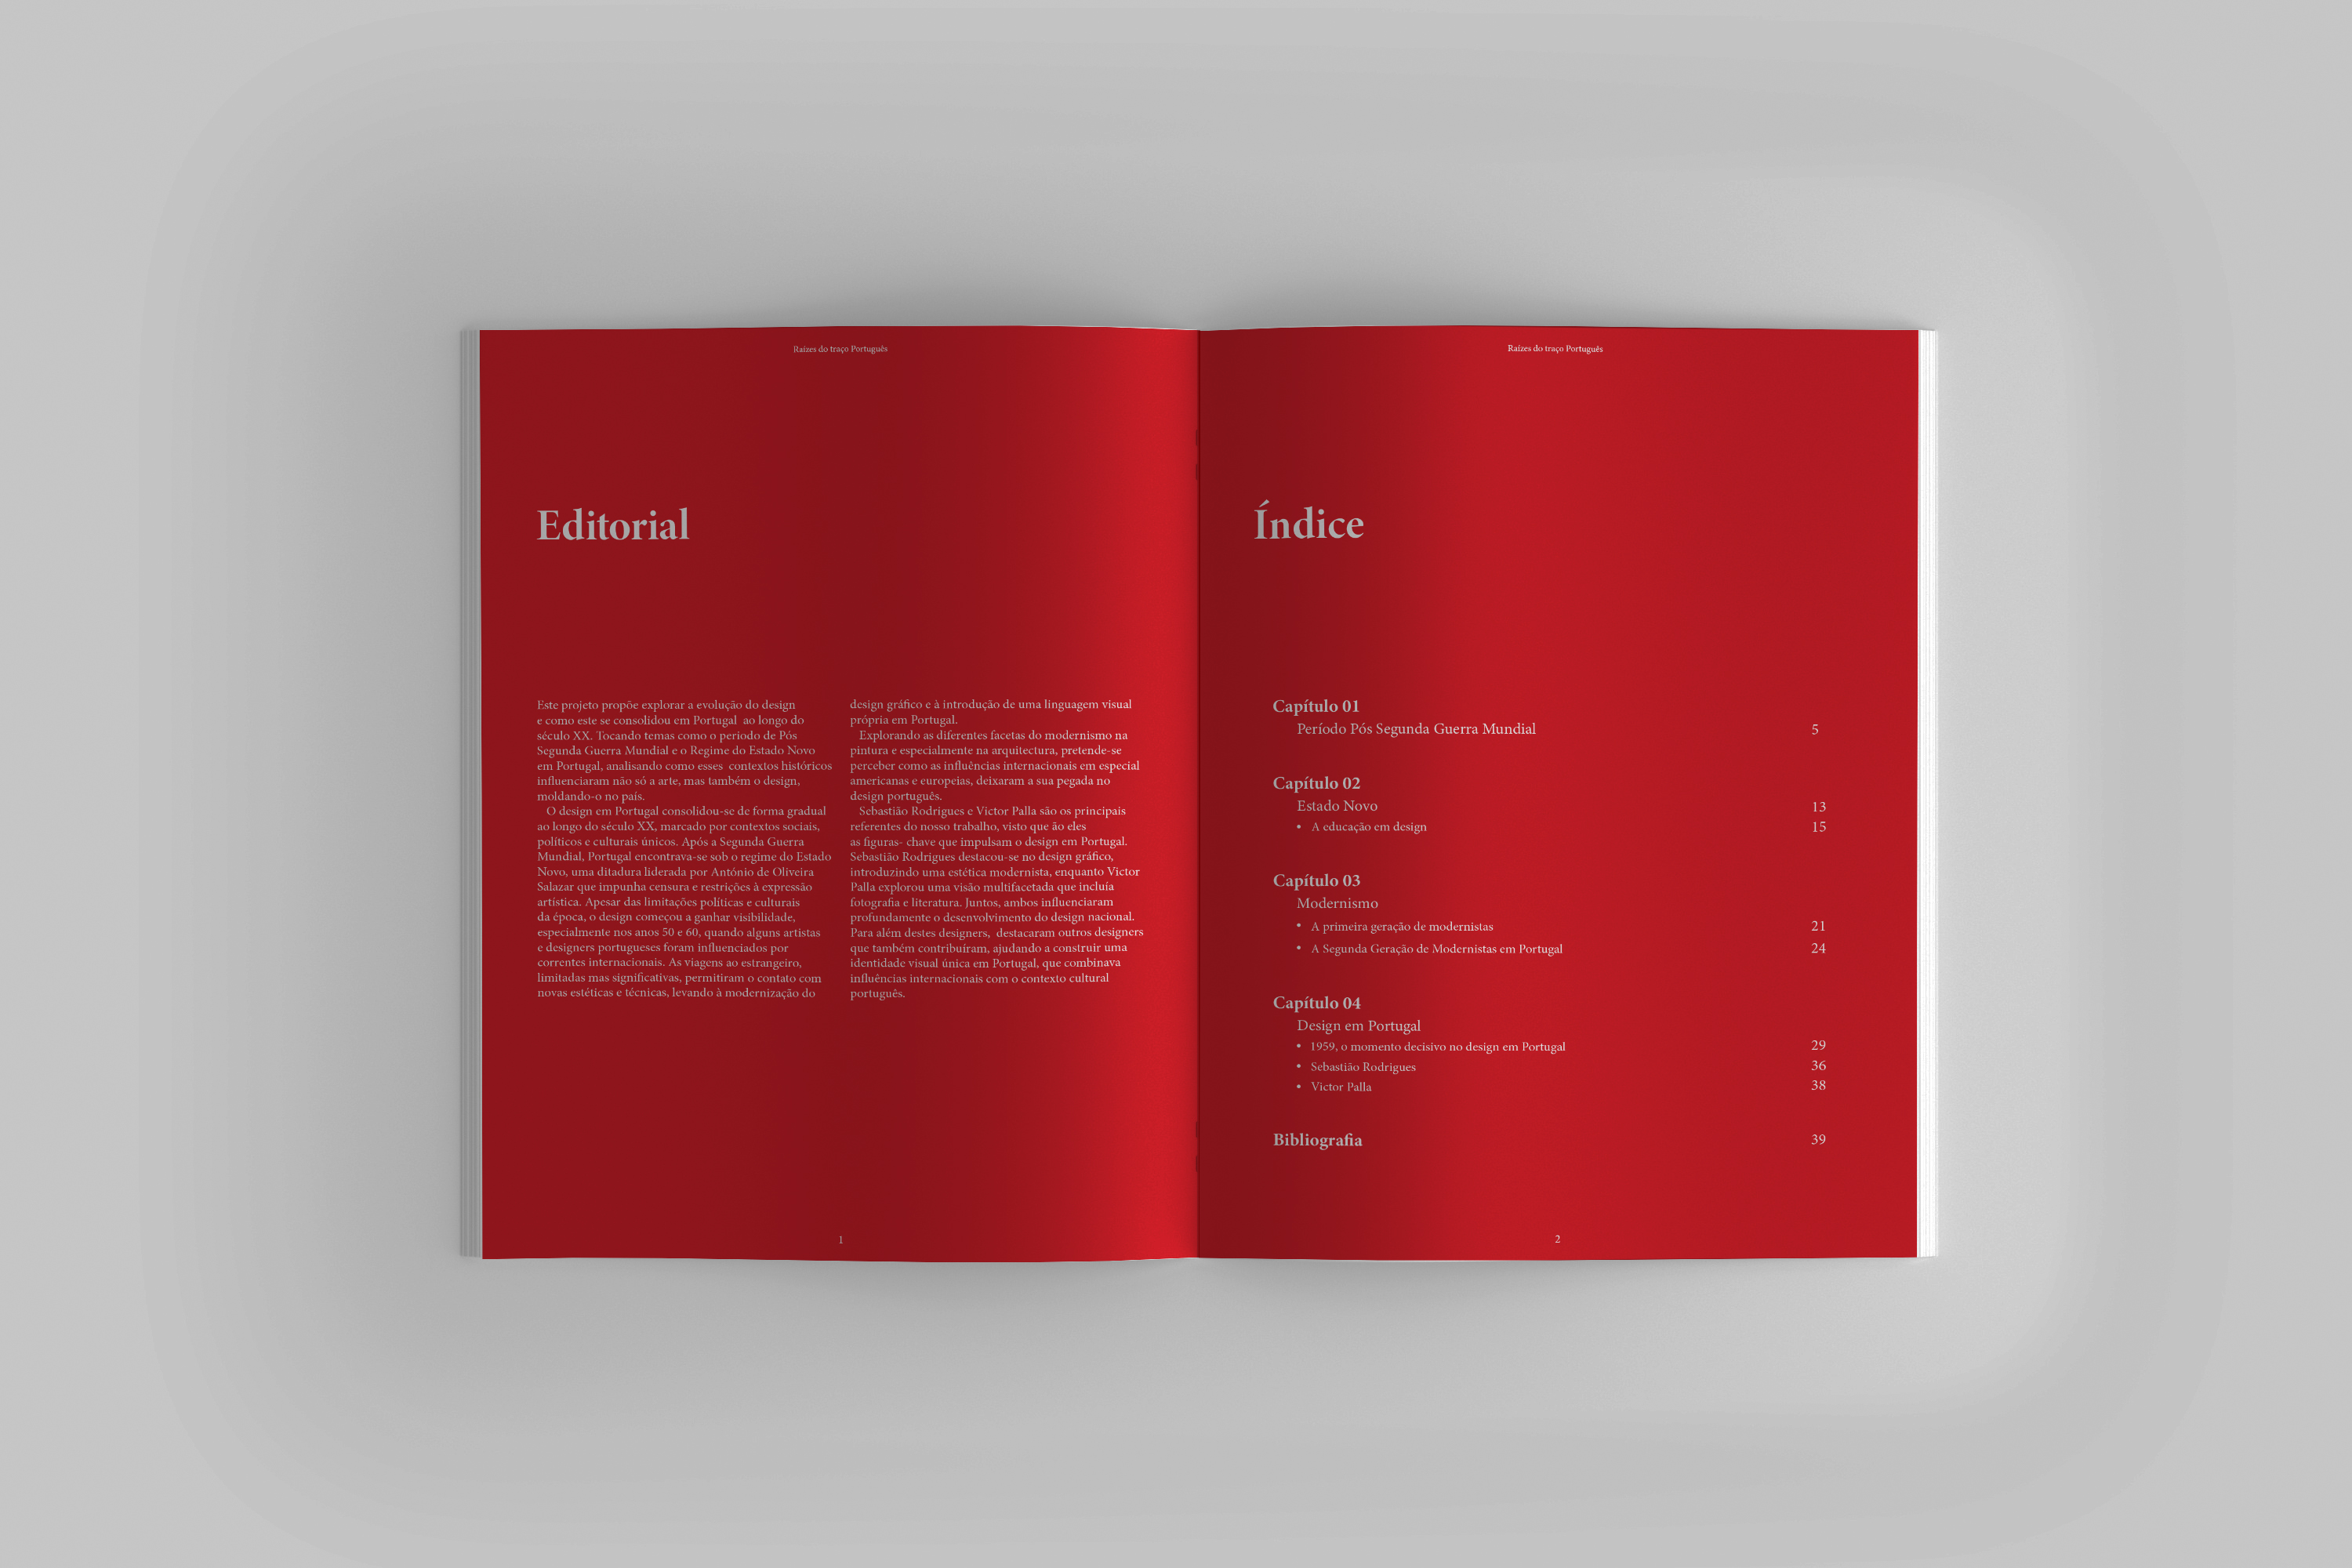 Raízes do traço Português
Editorial
Este projeto propõe explorar a evolução do design
e como este se consolidou em Portugal  ao longo do
século XX. Tocando temas como o período de Pós
Segunda Guerra Mundial e o Regime do Estado Novo
em Portugal, analisando como esses  contextos históricos
influenciaram não só a arte, mas também o design,
moldando-o no país.
O design em Portugal consolidou-se de forma gradual
ao longo do século XX, marcado por contextos sociais,
políticos e culturais únicos. Após a Segunda Guerra
Mundial, Portugal encontrava-se sob o regime do Estado
Novo, uma ditadura liderada por António de Oliveira
Salazar que impunha censura e restrições à expressão
artística. Apesar das limitações políticas e culturais
da época, o design começou a ganhar visibilidade,
especialmente nos anos 50 e 60, quando alguns artistas
e designers portugueses foram influenciados por
correntes internacionais. As viagens ao estrangeiro,
limitadas mas significativas, permitiram o contato com
novas estéticas e técnicas, levando à modernização do
design gráfico e à introdução de uma linguagem visual
própria em Portugal.
Explorando as diferentes facetas do modernismo na
pintura e especialmente na arquitectura, pretende-se
perceber como as influências internacionais em especial
americanas e europeias, deixaram a sua pegada no
design português.
Sebastião Rodrigues e Victor Palla são os principais
referentes do nosso trabalho, visto que ão eles
as figuras- chave que impulsam o design em Portugal.
Sebastião Rodrigues destacou-se no design gráfico,
introduzindo uma estética modernista, enquanto Victor
Palla explorou uma visão multifacetada que incluía
fotografia e literatura. Juntos, ambos influenciaram
profundamente o desenvolvimento do design nacional.
Para além destes designers,  destacaram outros designers
que também contribuíram, ajudando a construir uma
identidade visual única em Portugal, que combinava
influências internacionais com o contexto cultural
português.
1
Raízes do traço Português
Índice
Capítulo 01
Período Pós Segunda Guerra Mundial 5
Capítulo 02
Estado Novo 13
• A educação em design 15
Capítulo 03
Modernismo
• A primeira geração de modernistas 21
• A Segunda Geração de Modernistas em Portugal 24
Capítulo 04
Design em Portugal
• 1959, o momento decisivo no design em Portugal 29
• Sebastião Rodrigues 36
• Victor Palla 38
Bibliografia 39
2